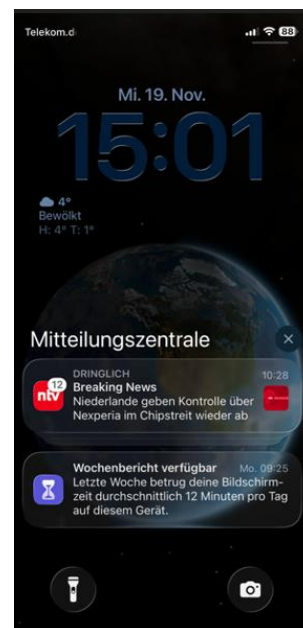 Telekom.d
88
Mi. 19. Nov.
15:01
4°
Bewölkt
H: 4° T: 1°
Mitteilungszentrale
DRINGLICH 10:28
12
Breaking News
ntv
Niederlande geben Kontrolle über
Nexperia im Chipstreit wieder ab
Wochenbericht verfügbar Mo. 09:25
Letzte Woche betrug deine Bildschirm-
zeit durchschnittlich 12 Minuten pro Tag
auf diesem Gerät.